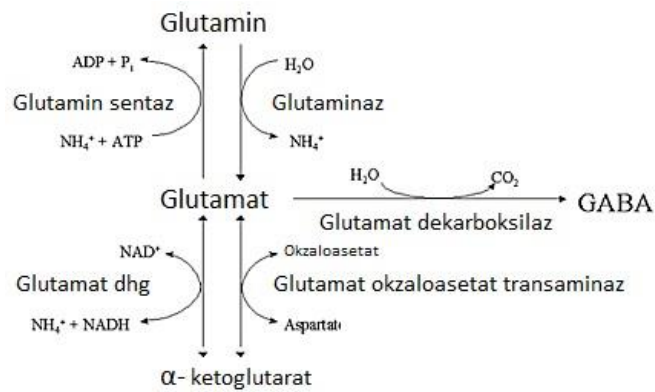 Glutamin
ADP + Pi
H₂O
Glutamin sentaz
Glutaminaz
NH₄⁺ + ATP
NH₄⁺
Glutamat
H₂O
CO₂
GABA
Glutamat dekarboksilaz
NAD⁺
Okzaloasetat
Glutamat dhg
Glutamat okzaloasetat transaminaz
NH₄⁺ + NADH
Aspartat
α- ketoglutarat